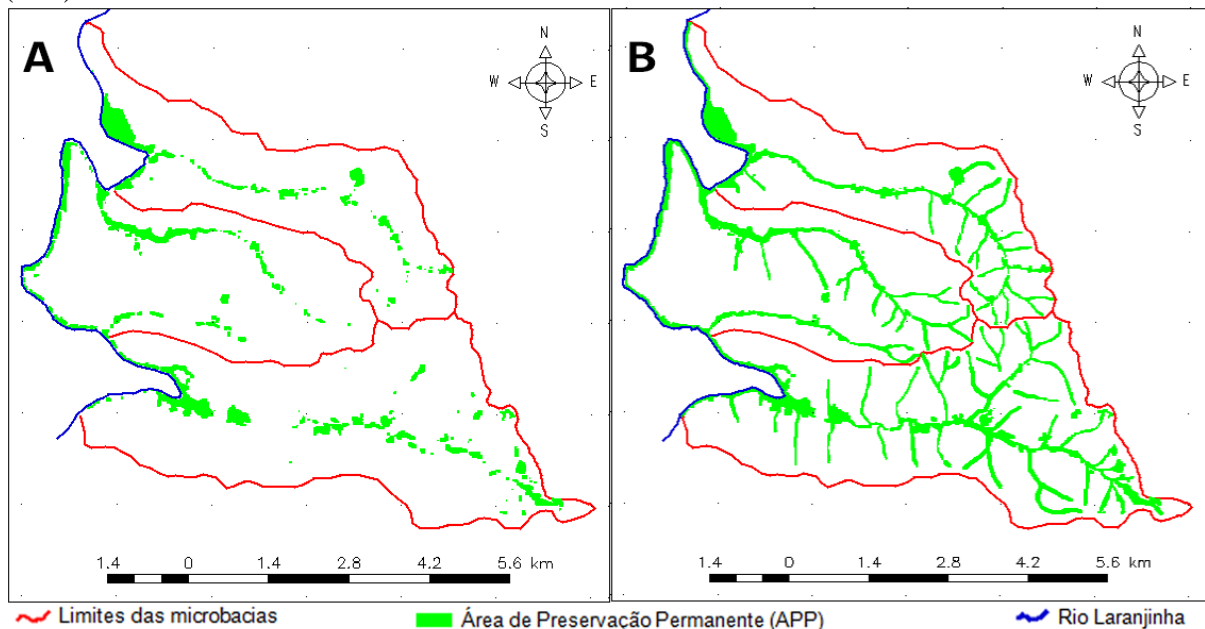 A
N
W E
S
1.4 0 1.4 2.8 4.2 5.6 km
B
N
W E
S
1.4 0 1.4 2.8 4.2 5.6 km
Limites das microbacias Área de Preservação Permanente (APP) Rio Laranjinha